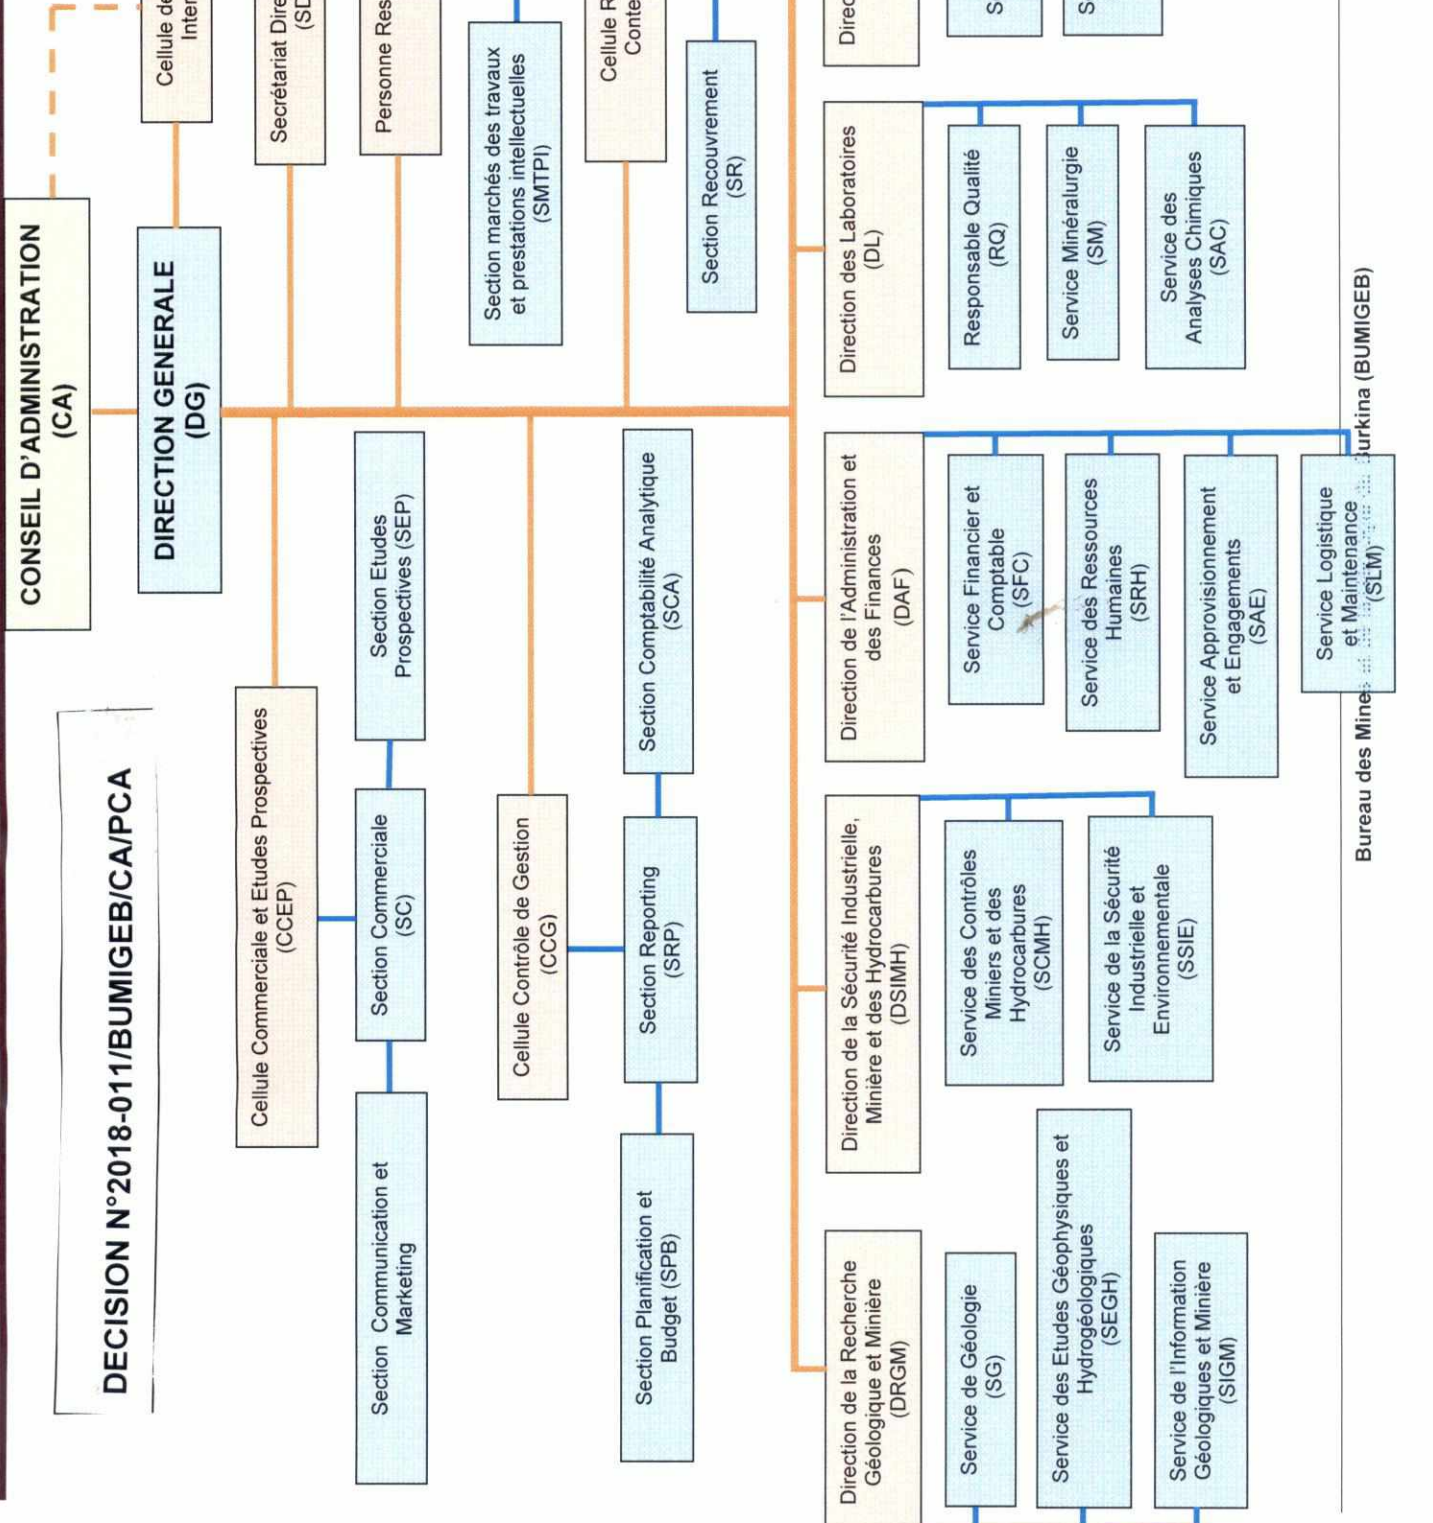 DECISION N°2018-011/BUMIGEB/CA/PCA
CONSEIL D'ADMINISTRATION
(CA)
DIRECTION GENERALE
(DG)
Cellule de
Secrétariat
Personne
Cellule Commerciale et Etudes Prospectives
(CCEP)
Section Communication et
Marketing
Section Commerciale
(SC)
Section Etudes
Prospectives (SEP)
Section marchés des travaux
et prestations intellectuelles
(SMTPI)
Cellule Contrôle de Gestion
(CCG)
Cellule
Section Planification et
Budget (SPB)
Section Reporting
(SRP)
Section Comptabilité Analytique
(SCA)
Section Recouvrement
(SR)
Direction de la Recherche
Géologique et Minière
(DRGM)
Service de Géologie
(SG)
Service des Etudes Géophysiques et
Hydrogéologiques
(SEGH)
Service de l'Information
Géologiques et Minière
(SIGM)
Direction de la Sécurité Industrielle,
Minière et des Hydrocarbures
(DSIMH)
Service des Contrôles
Miniers et des
Hydrocarbures
(SCMH)
Service de la Sécurité
Industrielle et
Environnementale
(SSIE)
Direction de l'Administration et
des Finances
(DAF)
Service Financier et
Comptable
(SFC)
Service des Ressources
Humaines
(SRH)
Service Approvisionnement
et Engagements
(SAE)
Service Logistique
et Maintenance
(SLM)
Direction des Laboratoires
(DL)
Responsable Qualité
(RQ)
Service Minéralurgie
(SM)
Service des
Analyses Chimiques
(SAC)
Bureau des (BUMIGEB)